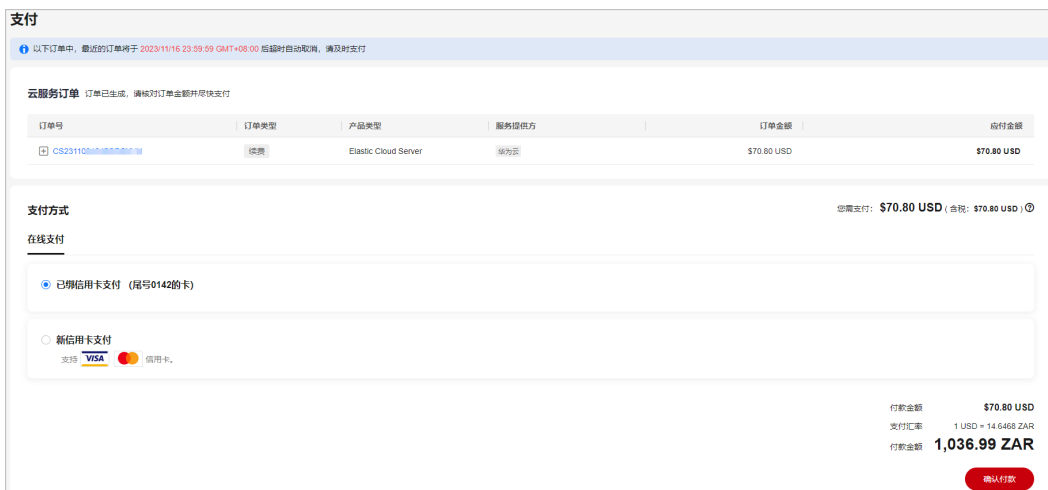 支付
以下订单中，最近的订单将于 2023/11/16 23:59:59 GMT+08:00 后超时自动取消，请及时支付
云服务订单 订单已生成，请核对订单金额并尽快支付
订单号 订单类型 产品类型 服务提供方 订单金额 应付金额
CS23110 续费 Elastic Cloud Server 华为云 $70.80 USD $70.80 USD
支付方式 您需支付： $70.80 USD ( 含税： $70.80 USD )
在线支付
已绑信用卡支付 （尾号0142的卡）
新信用卡支付
支持 VISA 信用卡。
付款金额 $70.80 USD
支付汇率 1 USD = 14.6468 ZAR
付款金额 1,036.99 ZAR
确认付款